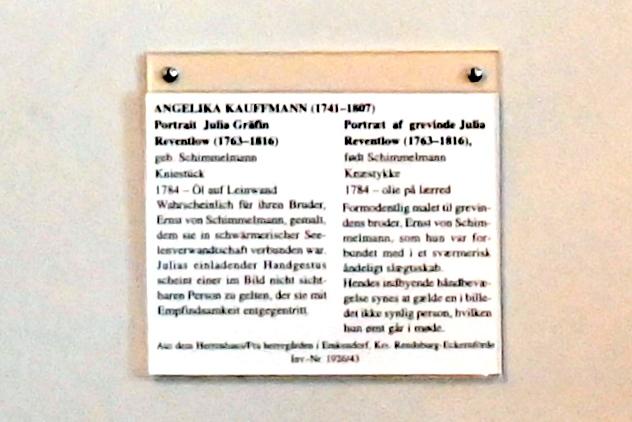 ANGELIKA KAUFFMANN (1741–1807)
Portrait Julia Gräfin
Reventlow (1763–1816)
geb. Schimmelmann
Kniestück
1784 – Öl auf Leinwand
Wahrscheinlich für ihren Bruder,
Ernst von Schimmelmann, gemalt,
dem sie in schwärmerischer See-
lenverwandtschaft verbunden war.
Julias einladender Handgestus
scheint einer im Bild nicht sicht-
baren Person zu gelten, der sie mit
Empfindsamkeit entgegentritt.
Portræt af grevinde Julia
Reventlow (1763–1816),
født Schimmelmann
Knæstykke
1784 – olie på lærred
Formodentlig malet til grevin-
dens broder, Ernst von Schim-
melmann, som hun var for-
bundet med i et sværmerisk
åndeligt slægtsskab.
Hendes indbyende håndbevæ-
gelse synes at gælde en i bille-
det ikke synlig person, hvilken
hun ømt går i møde.
Aus dem Herrenhaus/Fra herregården i Emkendorf, Krs. Rendsburg-Eckernförde
Inv.-Nr. 1926/43